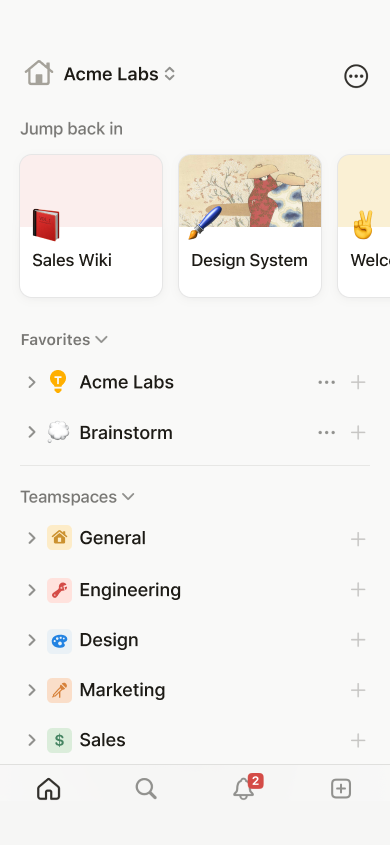 Acme Labs
Jump back in
Sales Wiki
Design System
Welc
Favorites
Acme Labs
Brainstorm
Teamspaces
General
Engineering
Design
Marketing
$
Sales
2